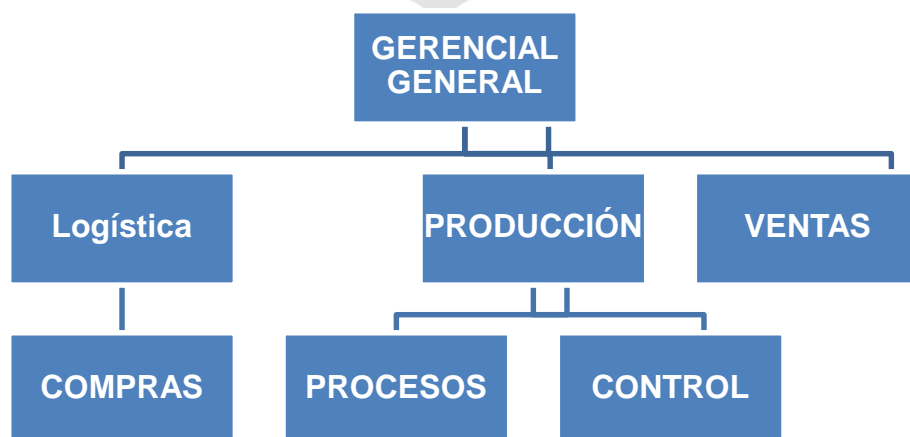 GERENCIAL
GENERAL
Logística
PRODUCCIÓN
VENTAS
COMPRAS
PROCESOS
CONTROL